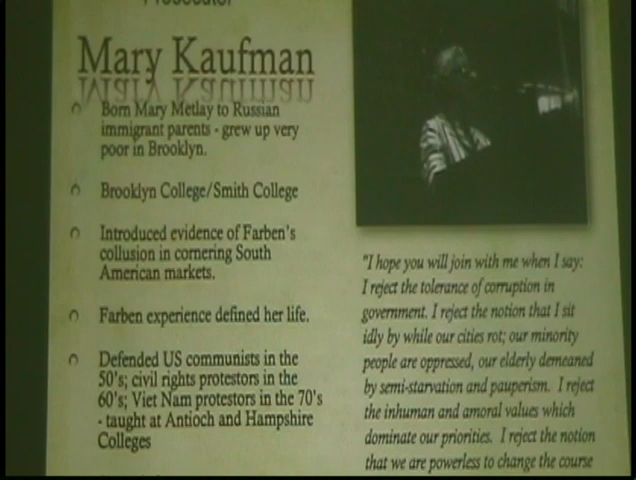 Prosecutor
Mary Kaufman
Born Mary Metlay to Russian
immigrant parents - grew up very
poor in Brooklyn.
Brooklyn College/Smith College
Introduced evidence of Farben's
collusion in cornering South
American markets.
Farben experience defined her life.
Defended US communists in the
50's; civil rights protestors in the
60's; Viet Nam protestors in the 70's
- taught at Antioch and Hampshire
Colleges
"I hope you will join with me when I say:
I reject the tolerance of corruption in
government. I reject the notion that I sit
idly by while our cities rot; our minority
people are oppressed, our elderly demeaned
by semi-starvation and pauperism. I reject
the inhuman and amoral values which
dominate our priorities. I reject the notion
that we are powerless to change the course